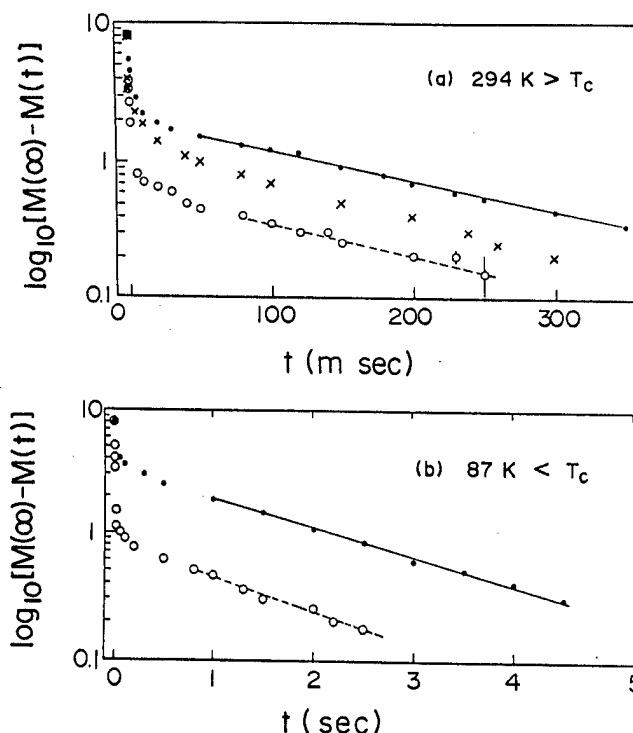 10
1
0.1
log10[M(∞)-M(t)]
(a) 294 K > Tc
0 100 200 300
t (m sec)
10
1
0.1
log10[M(∞)-M(t)]
(b) 87 K < Tc
0 1 2 3 4 5
t (sec)